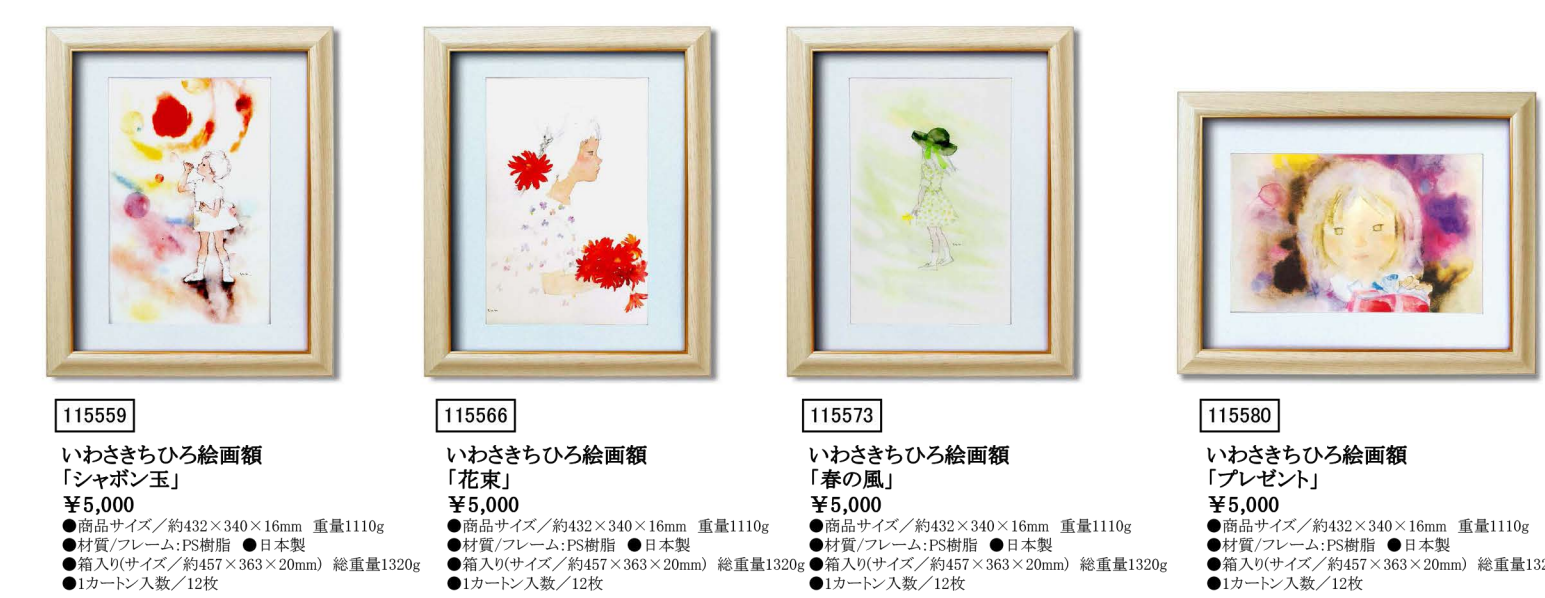 115559
いわさきちひろ絵画額
「シャボン玉」
￥5,000
●商品サイズ／約432×340×16mm　重量1110g
●材質/フレーム：PS樹脂　●日本製
●箱入り(サイズ／約457×363×20mm)　総重量1320g
●1カートン入数／12枚
115566
いわさきちひろ絵画額
「花束」
￥5,000
●商品サイズ／約432×340×16mm　重量1110g
●材質/フレーム：PS樹脂　●日本製
●箱入り(サイズ／約457×363×20mm)　総重量1320g
●1カートン入数／12枚
115573
いわさきちひろ絵画額
「春の風」
￥5,000
●商品サイズ／約432×340×16mm　重量1110g
●材質/フレーム：PS樹脂　●日本製
●箱入り(サイズ／約457×363×20mm)　総重量1320g
●1カートン入数／12枚
115580
いわさきちひろ絵画額
「プレゼント」
￥5,000
●商品サイズ／約432×340×16mm　重量1110g
●材質/フレーム：PS樹脂　●日本製
●箱入り(サイズ／約457×363×20mm)　総重量132
●1カートン入数／12枚